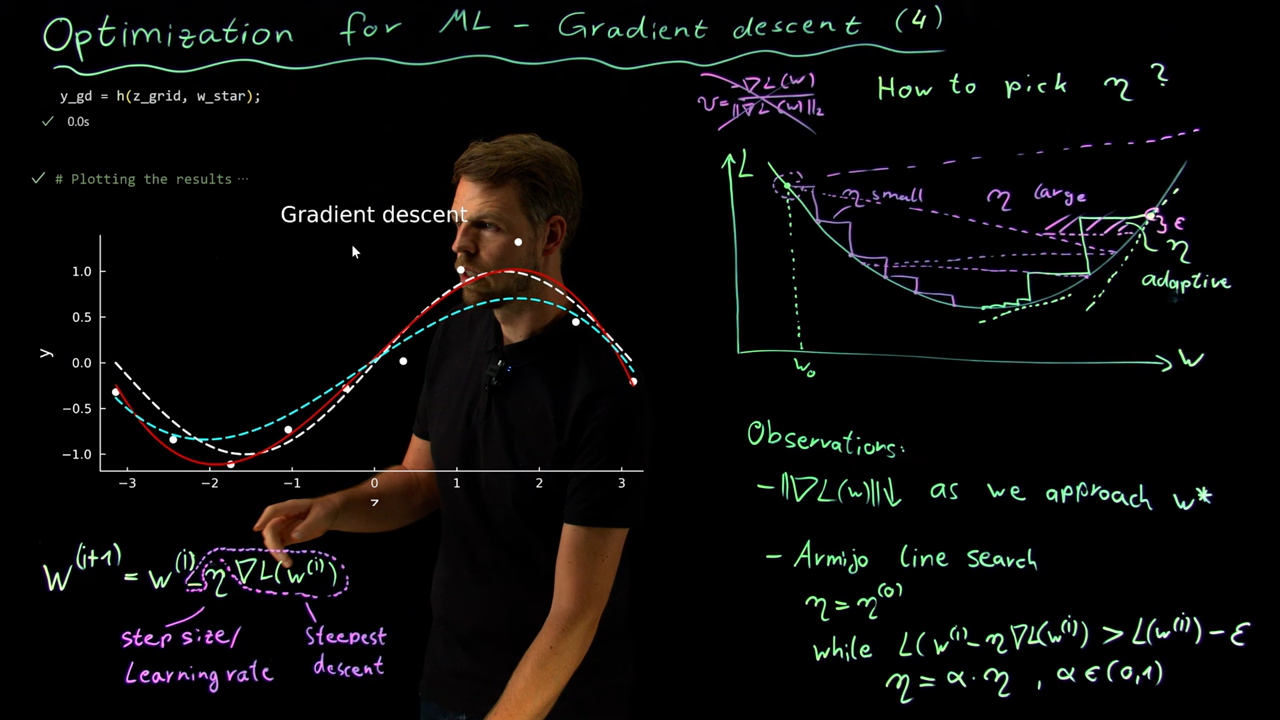 Optimization for ML - Gradient descent (4)
y_gd = h(z_grid, w_star);
✓ 0.0s
✓ # Plotting the results ···
Gradient descent
1.0
0.5
0.0
−0.5
−1.0
y
−3 −2 −1 0 1 2 3
z
w^(i+1) = w^(i) - η ∇L(w^(i))
step size/
Learning rate
Steepest
descent
v = -∇L(w) / ||∇L(w)||₂
How to pick η ?
L
η small
η large
} ε
η
adaptive
w₀
w
Observations:
- ||∇L(w)||↓ as we approach w*
- Armijo line search
η = η^(0)
while L(w^(i) - η∇L(w^(i)) > L(w^(i)) - ε
η = α · η , α ∈ (0,1)